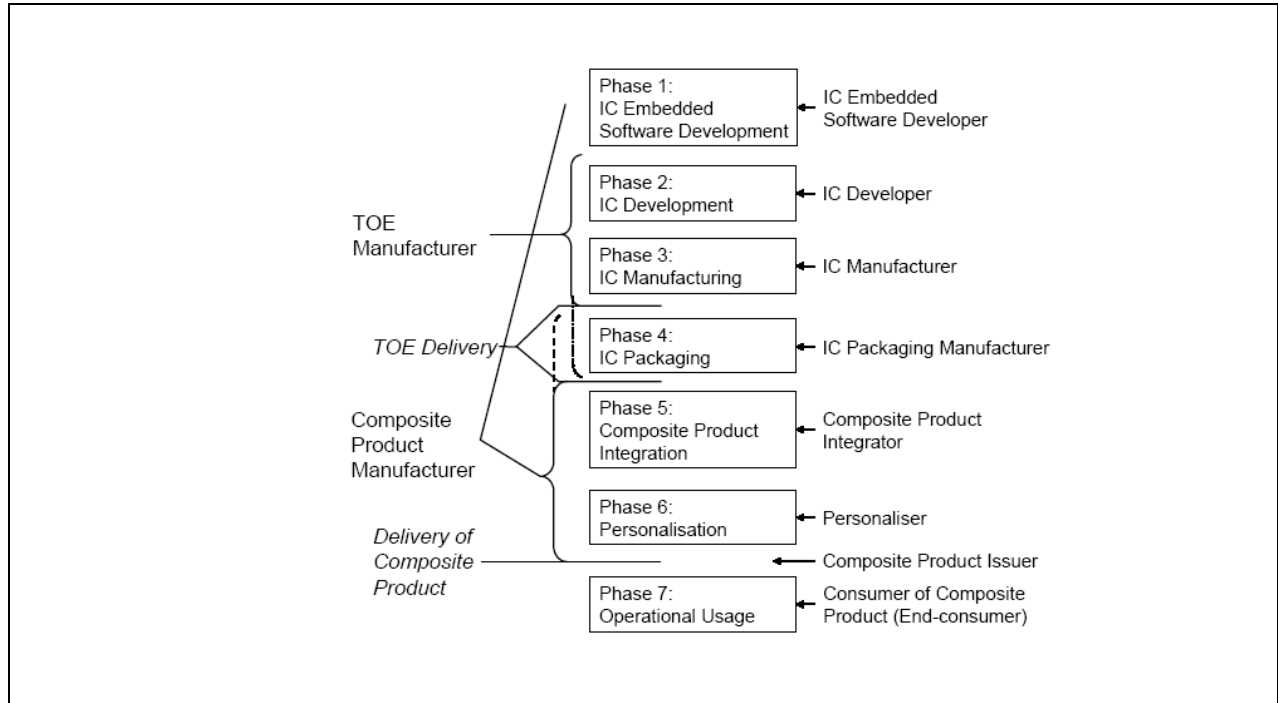 Phase 1:
IC Embedded
Software Development
IC Embedded
Software Developer
Phase 2:
IC Development
IC Developer
TOE
Manufacturer
Phase 3:
IC Manufacturing
IC Manufacturer
TOE Delivery
Phase 4:
IC Packaging
IC Packaging Manufacturer
Composite
Product
Manufacturer
Phase 5:
Composite Product
Integration
Composite Product
Integrator
Phase 6:
Personalisation
Personaliser
Delivery of
Composite
Product
Composite Product Issuer
Phase 7:
Operational Usage
Consumer of Composite
Product (End-consumer)